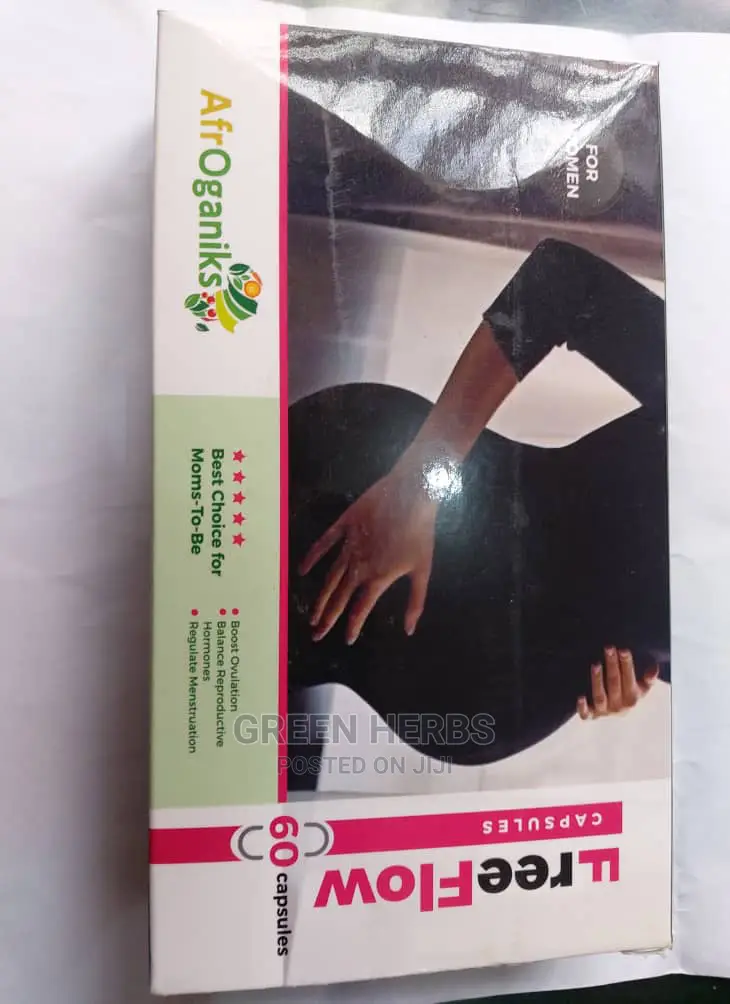 FOR
WOMEN
AfrOganiks
Best Choice for
Moms-To-Be
• Boost Ovulation
• Balance Reproductive
Hormones
• Regulate Menstruation
FreeFlow
CAPSULES
60 capsules
GREEN HERBS
POSTED ON JIJI